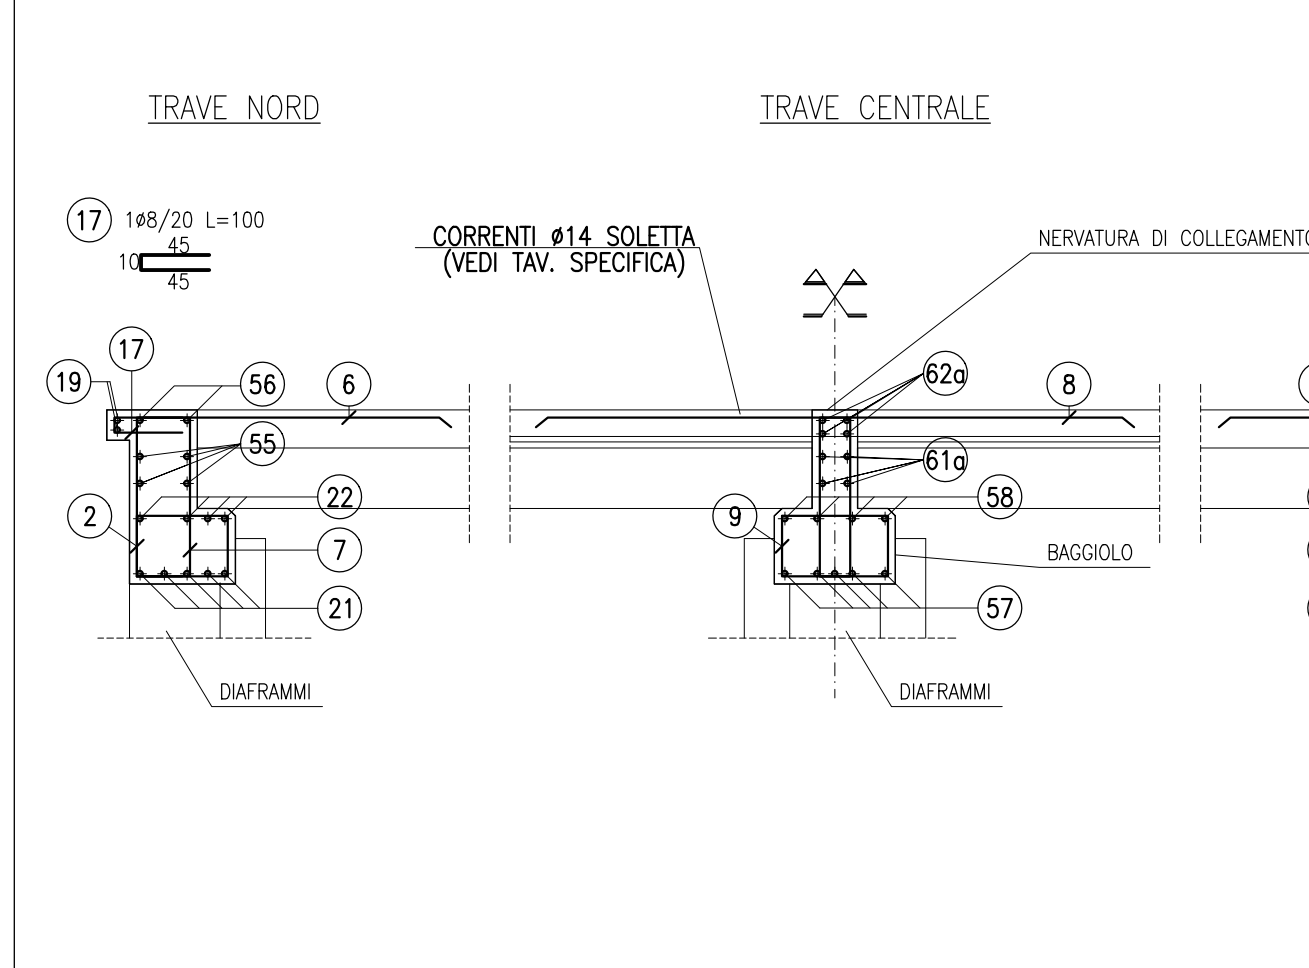 TRAVE NORD
TRAVE CENTRALE
17 1ø8/20 L=100
45
10
45
CORRENTI ø14 SOLETTA
(VEDI TAV. SPECIFICA)
NERVATURA DI COLLEGAMENTO
17
19
56
6
62a
8
55
61a
22
58
2
9
7
BAGGIOLO
21
57
DIAFRAMMI
DIAFRAMMI